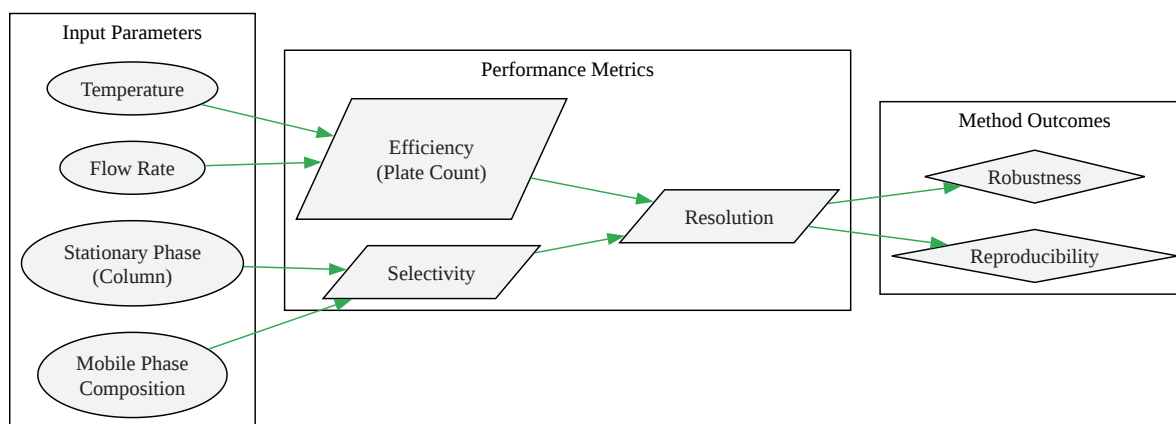 Input Parameters
Temperature
Flow Rate
Stationary Phase
(Column)
Mobile Phase
Composition
Performance Metrics
Efficiency
(Plate Count)
Selectivity
Resolution
Method Outcomes
Robustness
Reproducibility